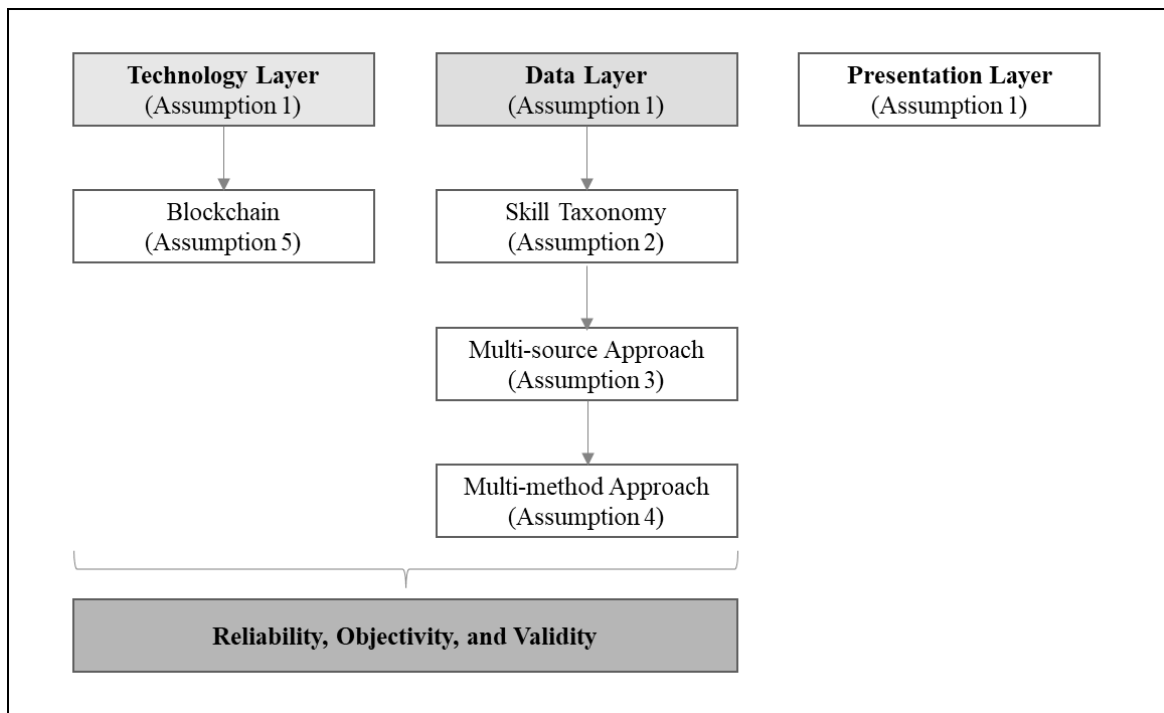 Technology Layer
(Assumption 1)
Data Layer
(Assumption 1)
Presentation Layer
(Assumption 1)
Blockchain
(Assumption 5)
Skill Taxonomy
(Assumption 2)
Multi-source Approach
(Assumption 3)
Multi-method Approach
(Assumption 4)
Reliability, Objectivity, and Validity